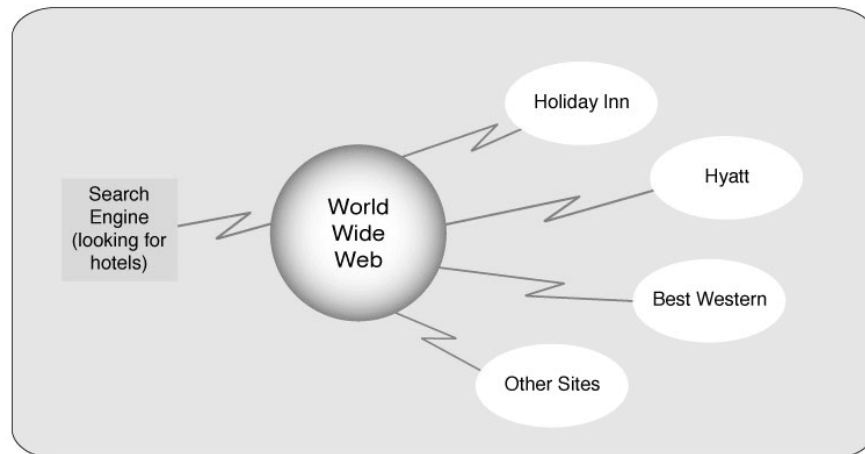 Search
Engine
(looking for
hotels)
World
Wide
Web
Holiday Inn
Hyatt
Best Western
Other Sites